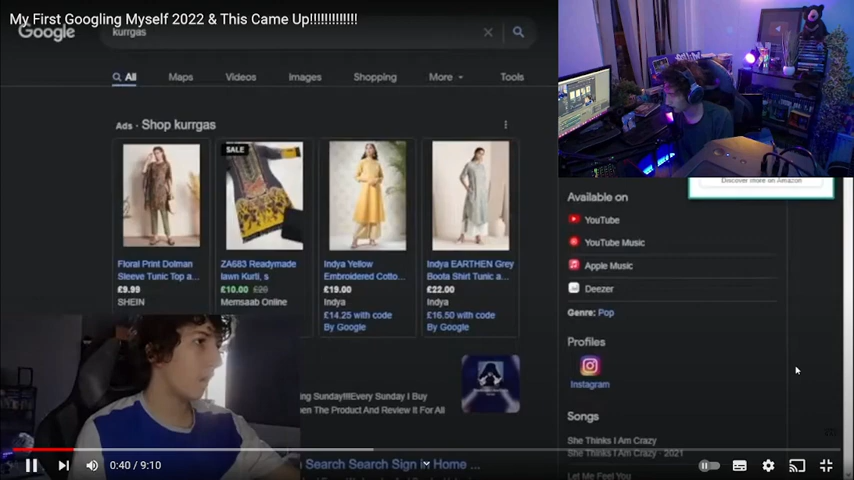 My First Googling Myself 2022 & This Came Up!!!!!!!!!!!!!
Google
kurrgas
All
Maps
Videos
Images
Shopping
More
Tools
Ads · Shop kurrgas
SALE
Floral Print Dolman
Sleeve Tunic Top a...
£9.99
SHEIN
ZA683 Readymade
lawn Kurti, s
£10.00 £20
Memsaab Online
Indya Yellow
Embroidered Cotto...
£19.00
Indya
£14.25 with code
By Google
Indya EARTHEN Grey
Boota Shirt Tunic a...
£22.00
Indya
£16.50 with code
By Google
ing Sunday!!!Every Sunday I Buy
en The Product And Review It For All
Search Search Sign in Home ...
Discover more on Amazon
Available on
YouTube
YouTube Music
Apple Music
Deezer
Genre: Pop
Profiles
Instagram
Songs
She Thinks I Am Crazy
She Thinks I Am Crazy · 2021
Let Me Feel You
0:40 / 9:10